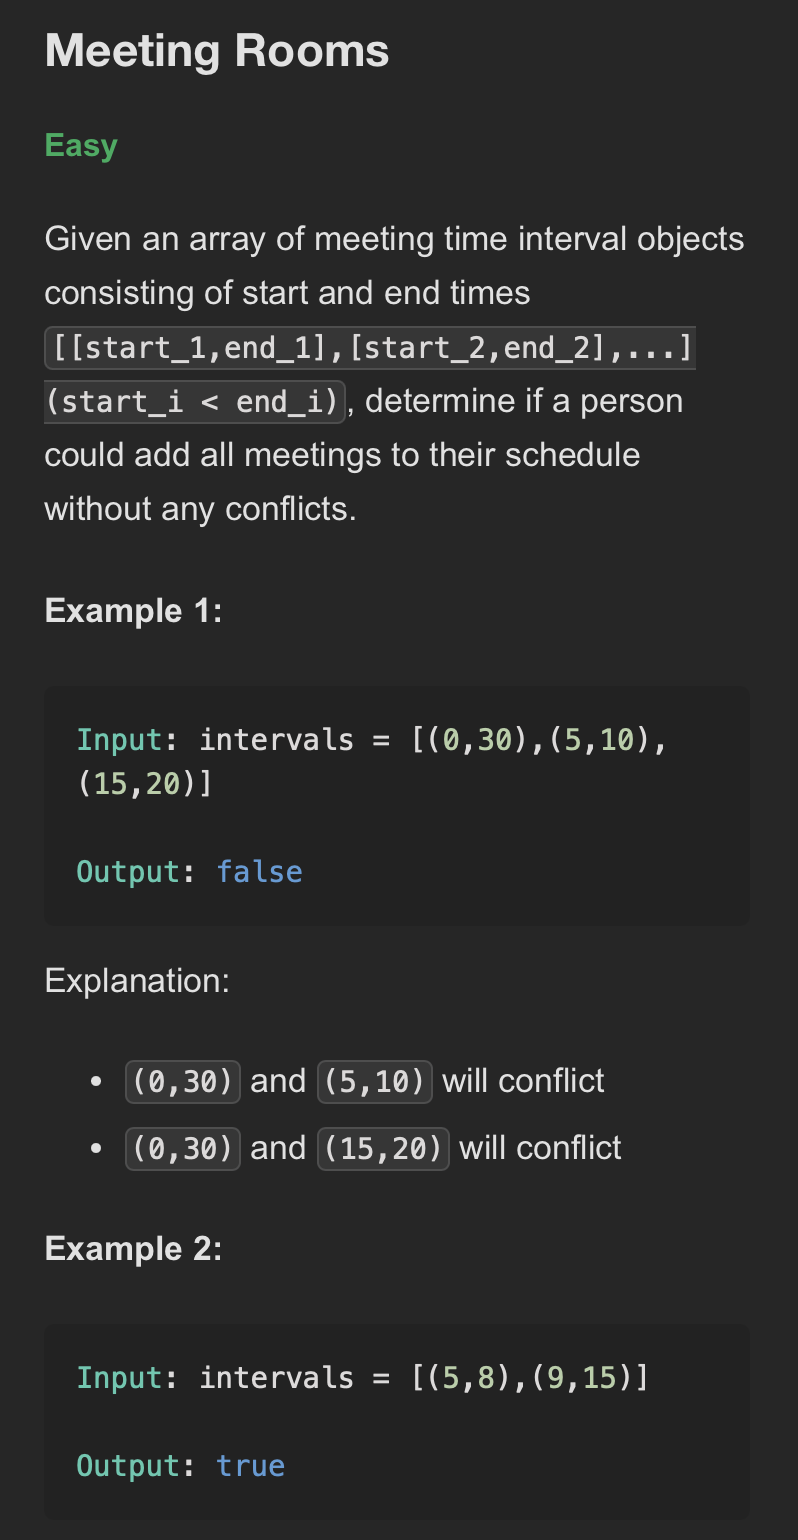 Meeting Rooms
Easy
Given an array of meeting time interval objects
consisting of start and end times
[[start_1,end_1],[start_2,end_2],...]
(start_i < end_i), determine if a person
could add all meetings to their schedule
without any conflicts.
Example 1:
Input: intervals = [(0,30),(5,10),
(15,20)]
Output: false
Explanation:
• (0,30) and (5,10) will conflict
• (0,30) and (15,20) will conflict
Example 2:
Input: intervals = [(5,8),(9,15)]
Output: true